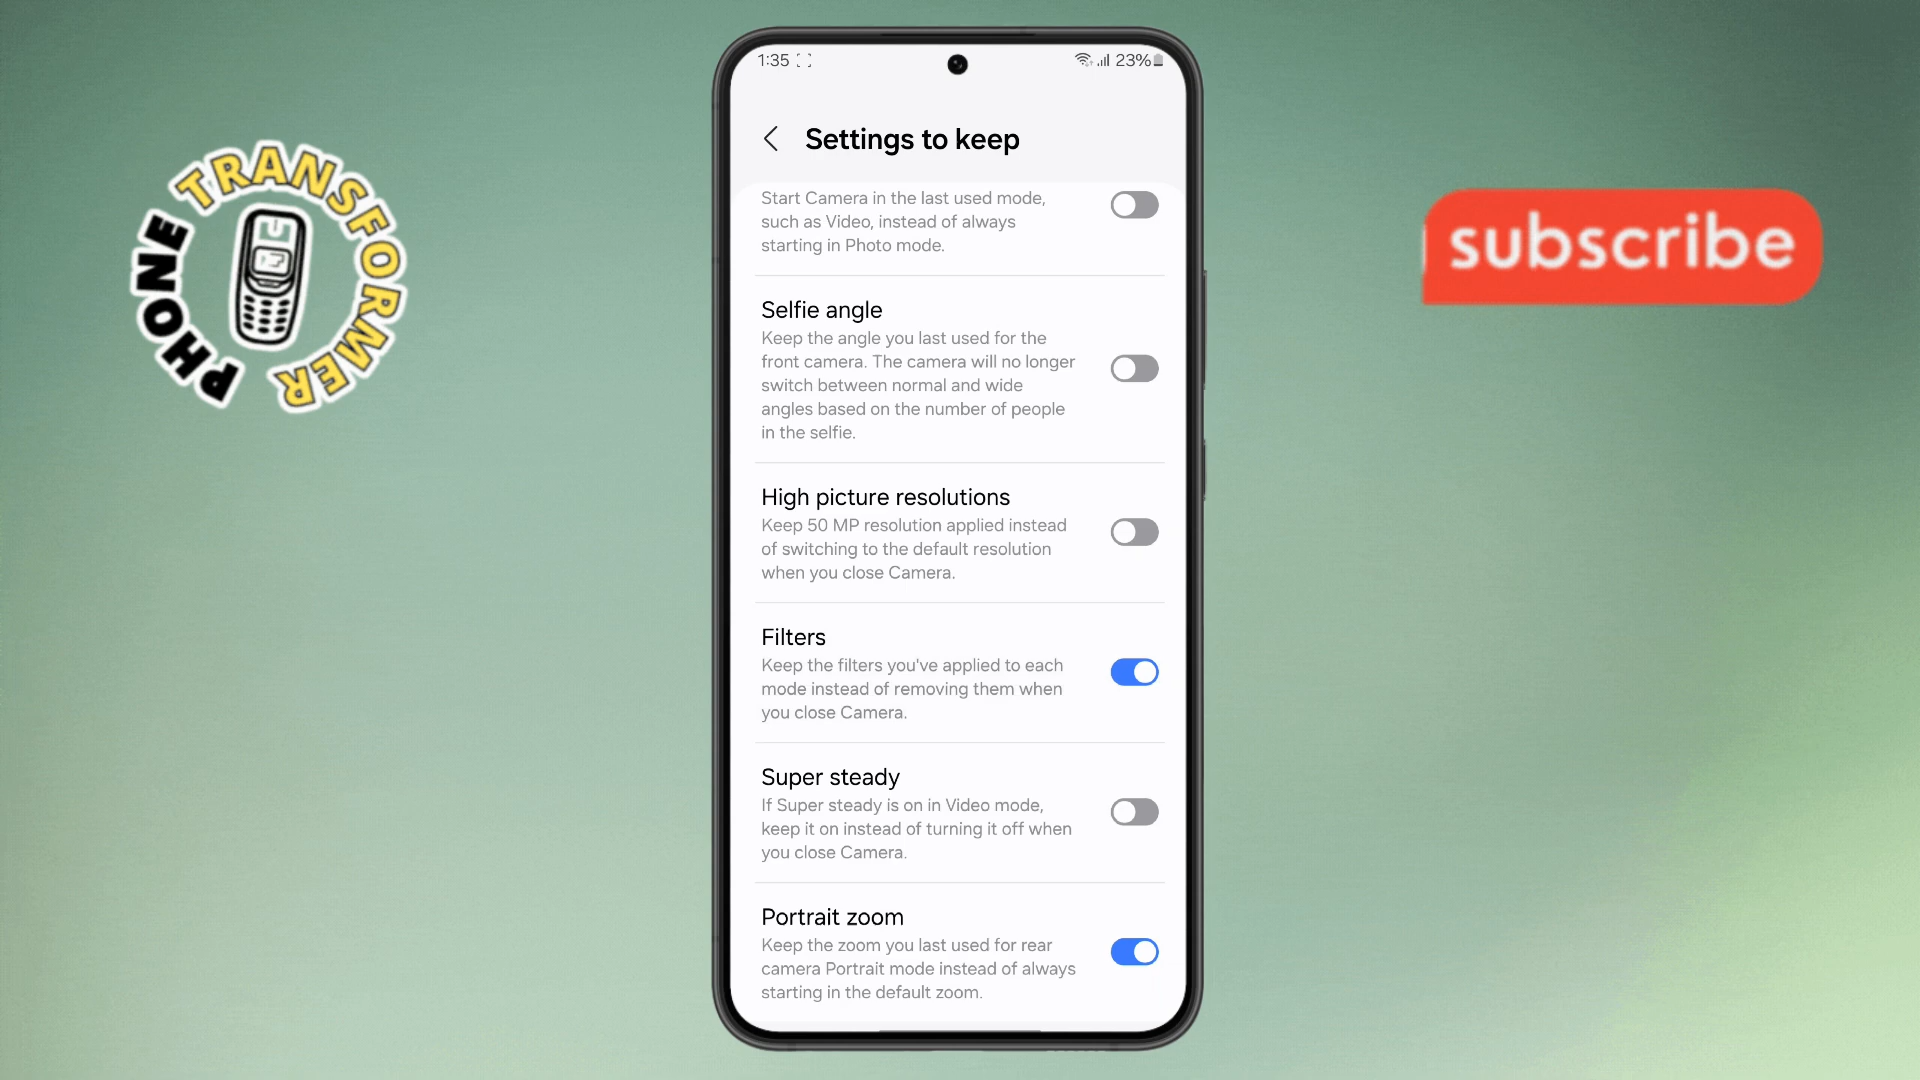 PHONE TRANSFORMER
1:35
23%
Settings to keep
Start Camera in the last used mode,
such as Video, instead of always
starting in Photo mode.
Selfie angle
Keep the angle you last used for the
front camera. The camera will no longer
switch between normal and wide
angles based on the number of people
in the selfie.
High picture resolutions
Keep 50 MP resolution applied instead
of switching to the default resolution
when you close Camera.
Filters
Keep the filters you've applied to each
mode instead of removing them when
you close Camera.
Super steady
If Super steady is on in Video mode,
keep it on instead of turning it off when
you close Camera.
Portrait zoom
Keep the zoom you last used for rear
camera Portrait mode instead of always
starting in the default zoom.
subscribe